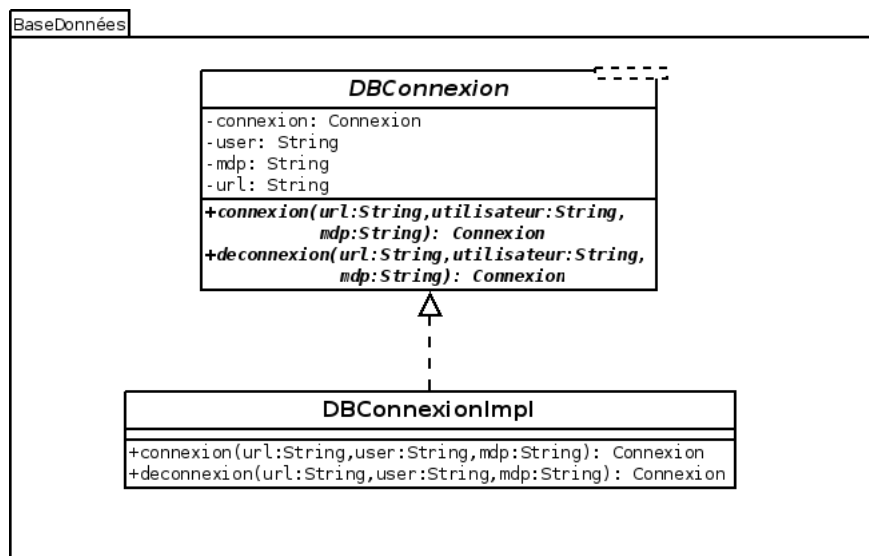 BaseDonnées
DBConnexion
-connexion: Connexion
-user: String
-mdp: String
-url: String
+connexion(url:String,utilisateur:String,
mdp:String): Connexion
+deconnexion(url:String,utilisateur:String,
mdp:String): Connexion
DBConnexionImpl
+connexion(url:String,user:String,mdp:String): Connexion
+deconnexion(url:String,user:String,mdp:String): Connexion